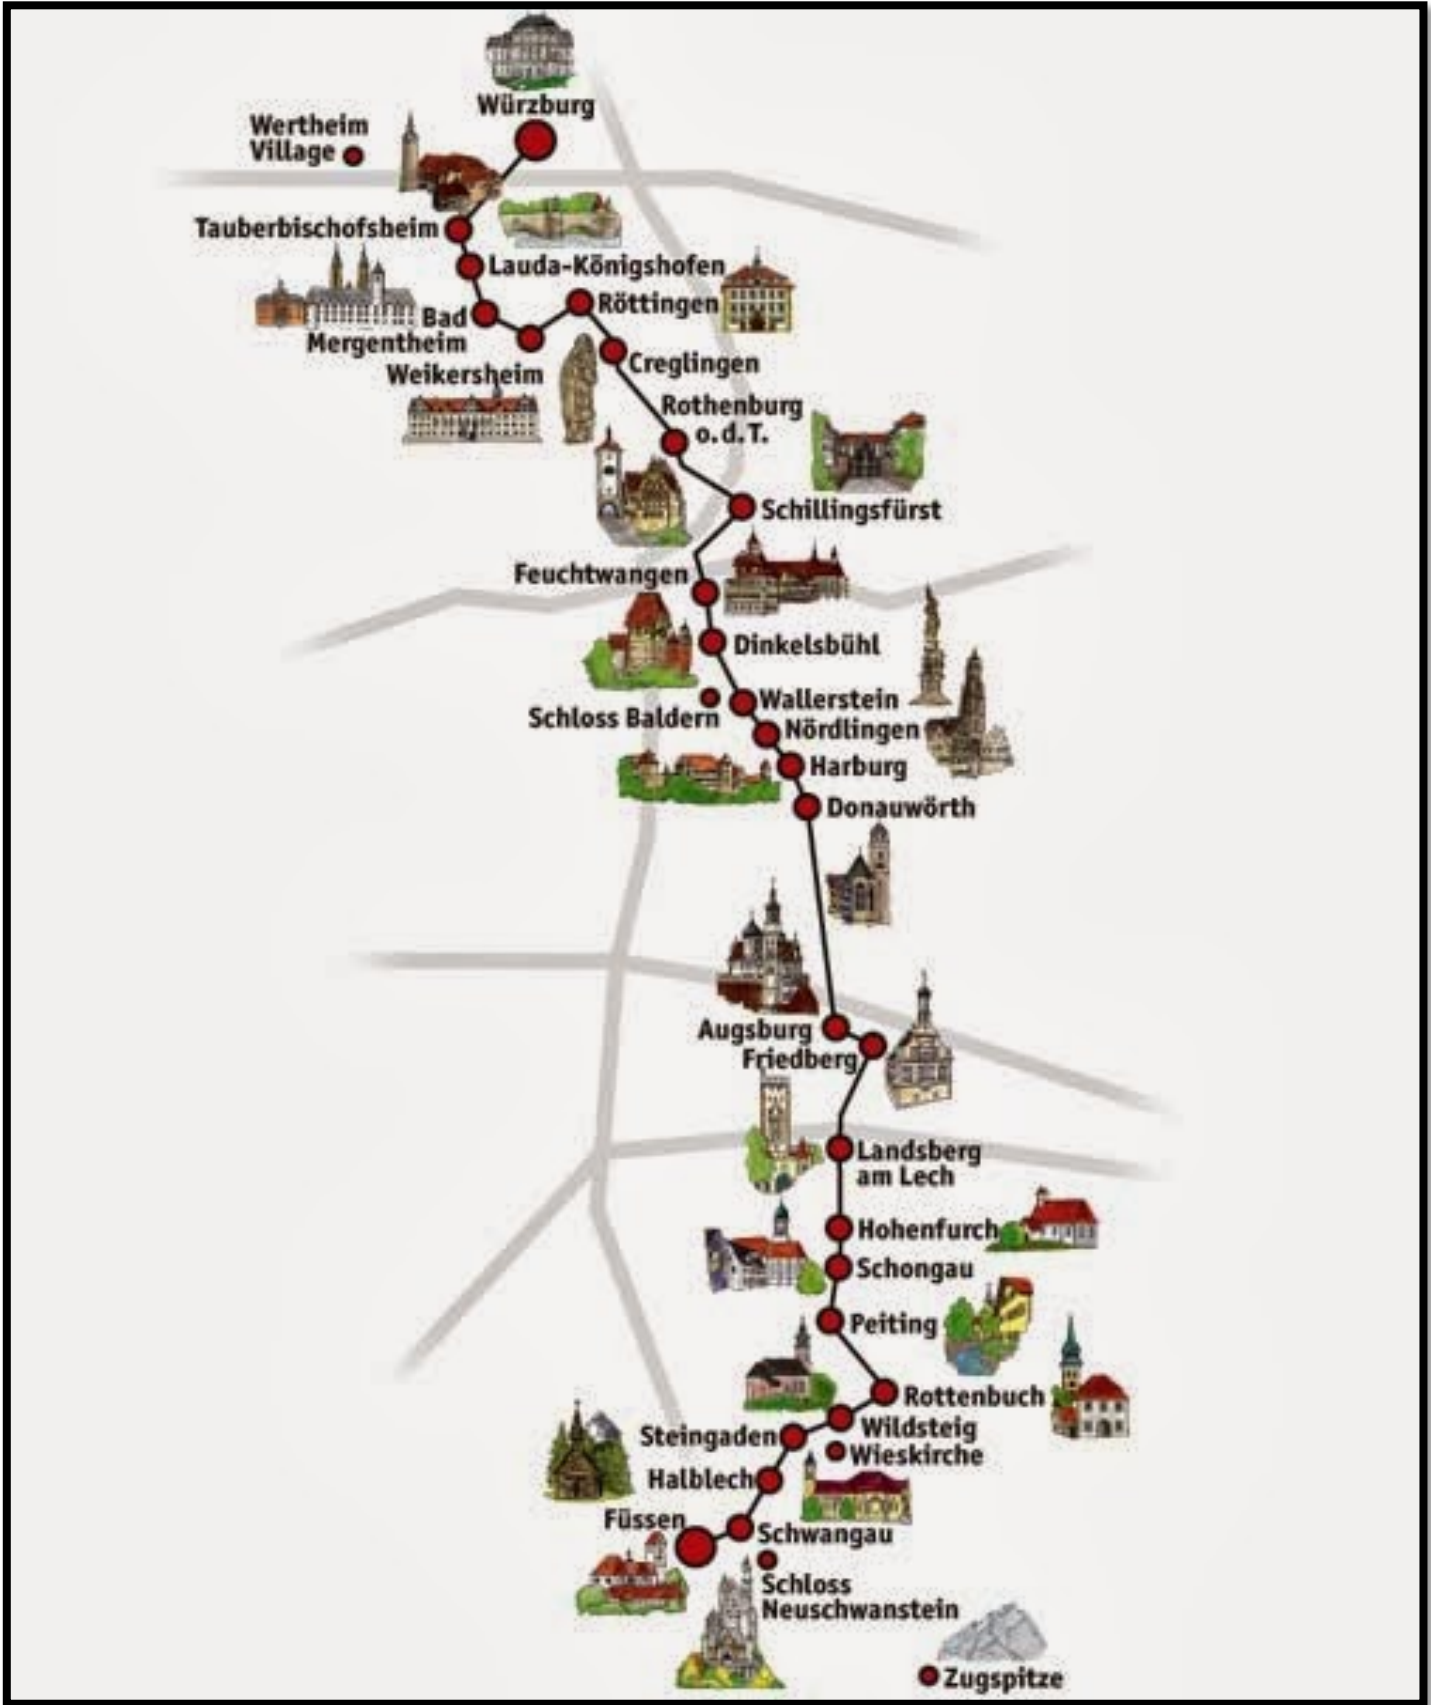 Würzburg
Wertheim
Village
Tauberbischofsheim
Lauda-Königshofen
Röttingen
Bad
Mergentheim
Creglingen
Weikersheim
Rothenburg
o.d.T.
Schillingsfürst
Feuchtwangen
Dinkelsbühl
Wallerstein
Schloss Baldern
Nördlingen
Harburg
Donauwörth
Augsburg
Friedberg
Landsberg
am Lech
Hohenfurch
Schongau
Peiting
Rottenbuch
Wildsteig
Steingaden
Wieskirche
Halblech
Füssen
Schwangau
Schloss
Neuschwanstein
Zugspitze